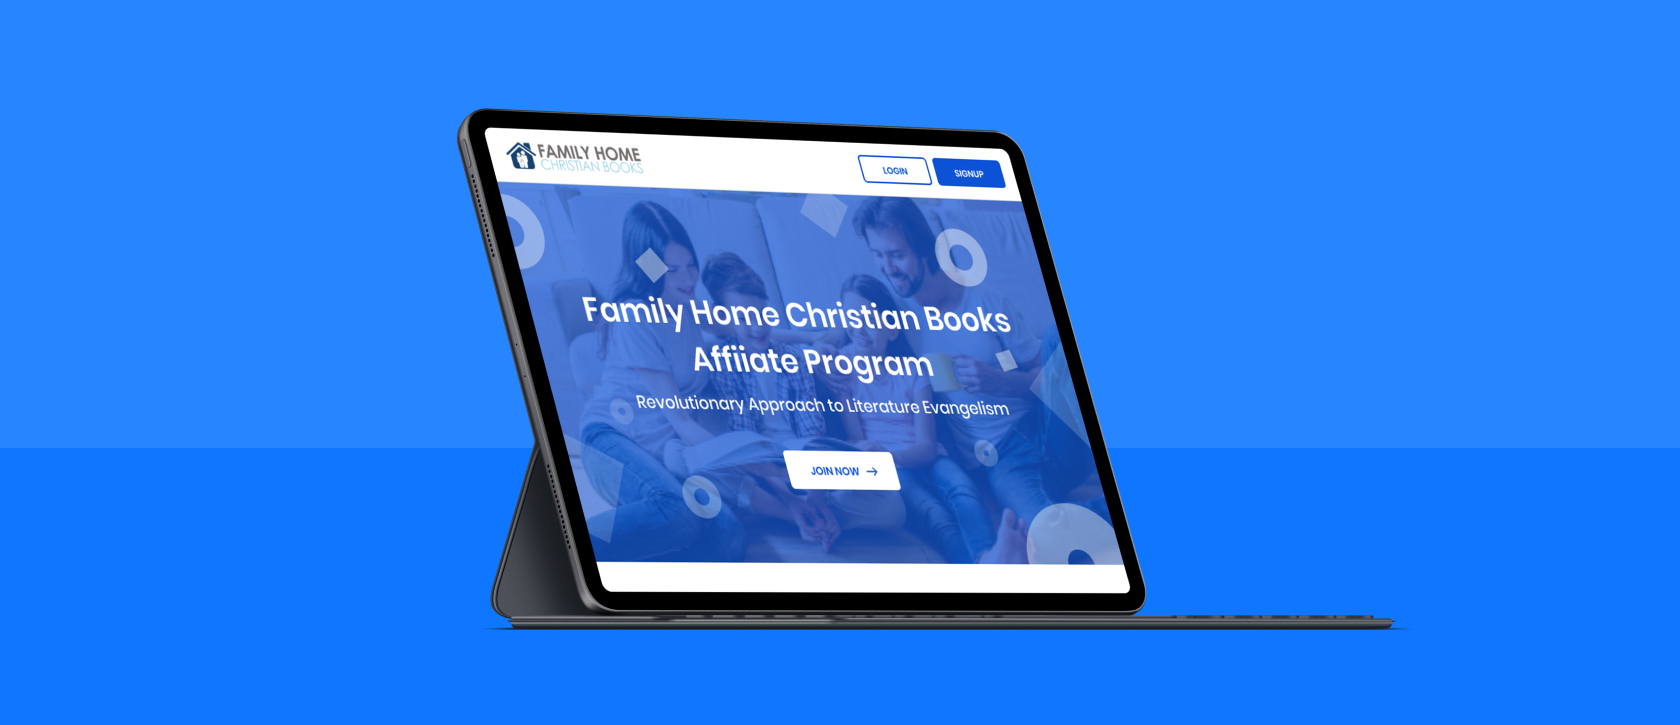 FAMILY HOME
CHRISTIAN BOOKS
LOGIN
SIGNUP
Family Home Christian Books
Affiiate Program
Revolutionary Approach to Literature Evangelism
JOIN NOW →